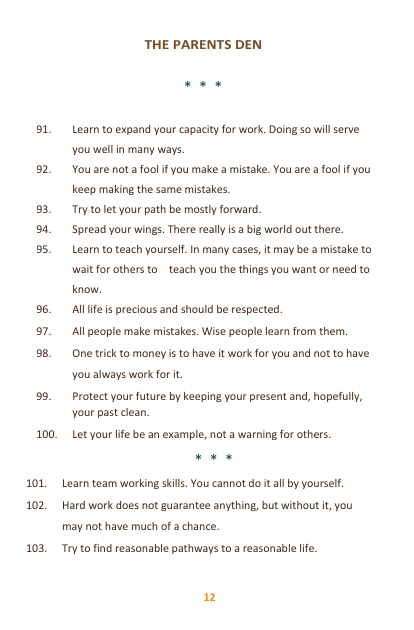 THE PARENTS DEN
* * *
91. Learn to expand your capacity for work. Doing so will serve
you well in many ways.
92. You are not a fool if you make a mistake. You are a fool if you
keep making the same mistakes.
93. Try to let your path be mostly forward.
94. Spread your wings. There really is a big world out there.
95. Learn to teach yourself. In many cases, it may be a mistake to
wait for others to teach you the things you want or need to
know.
96. All life is precious and should be respected.
97. All people make mistakes. Wise people learn from them.
98. One trick to money is to have it work for you and not to have
you always work for it.
99. Protect your future by keeping your present and, hopefully,
your past clean.
100. Let your life be an example, not a warning for others.
* * *
101. Learn team working skills. You cannot do it all by yourself.
102. Hard work does not guarantee anything, but without it, you
may not have much of a chance.
103. Try to find reasonable pathways to a reasonable life.
12